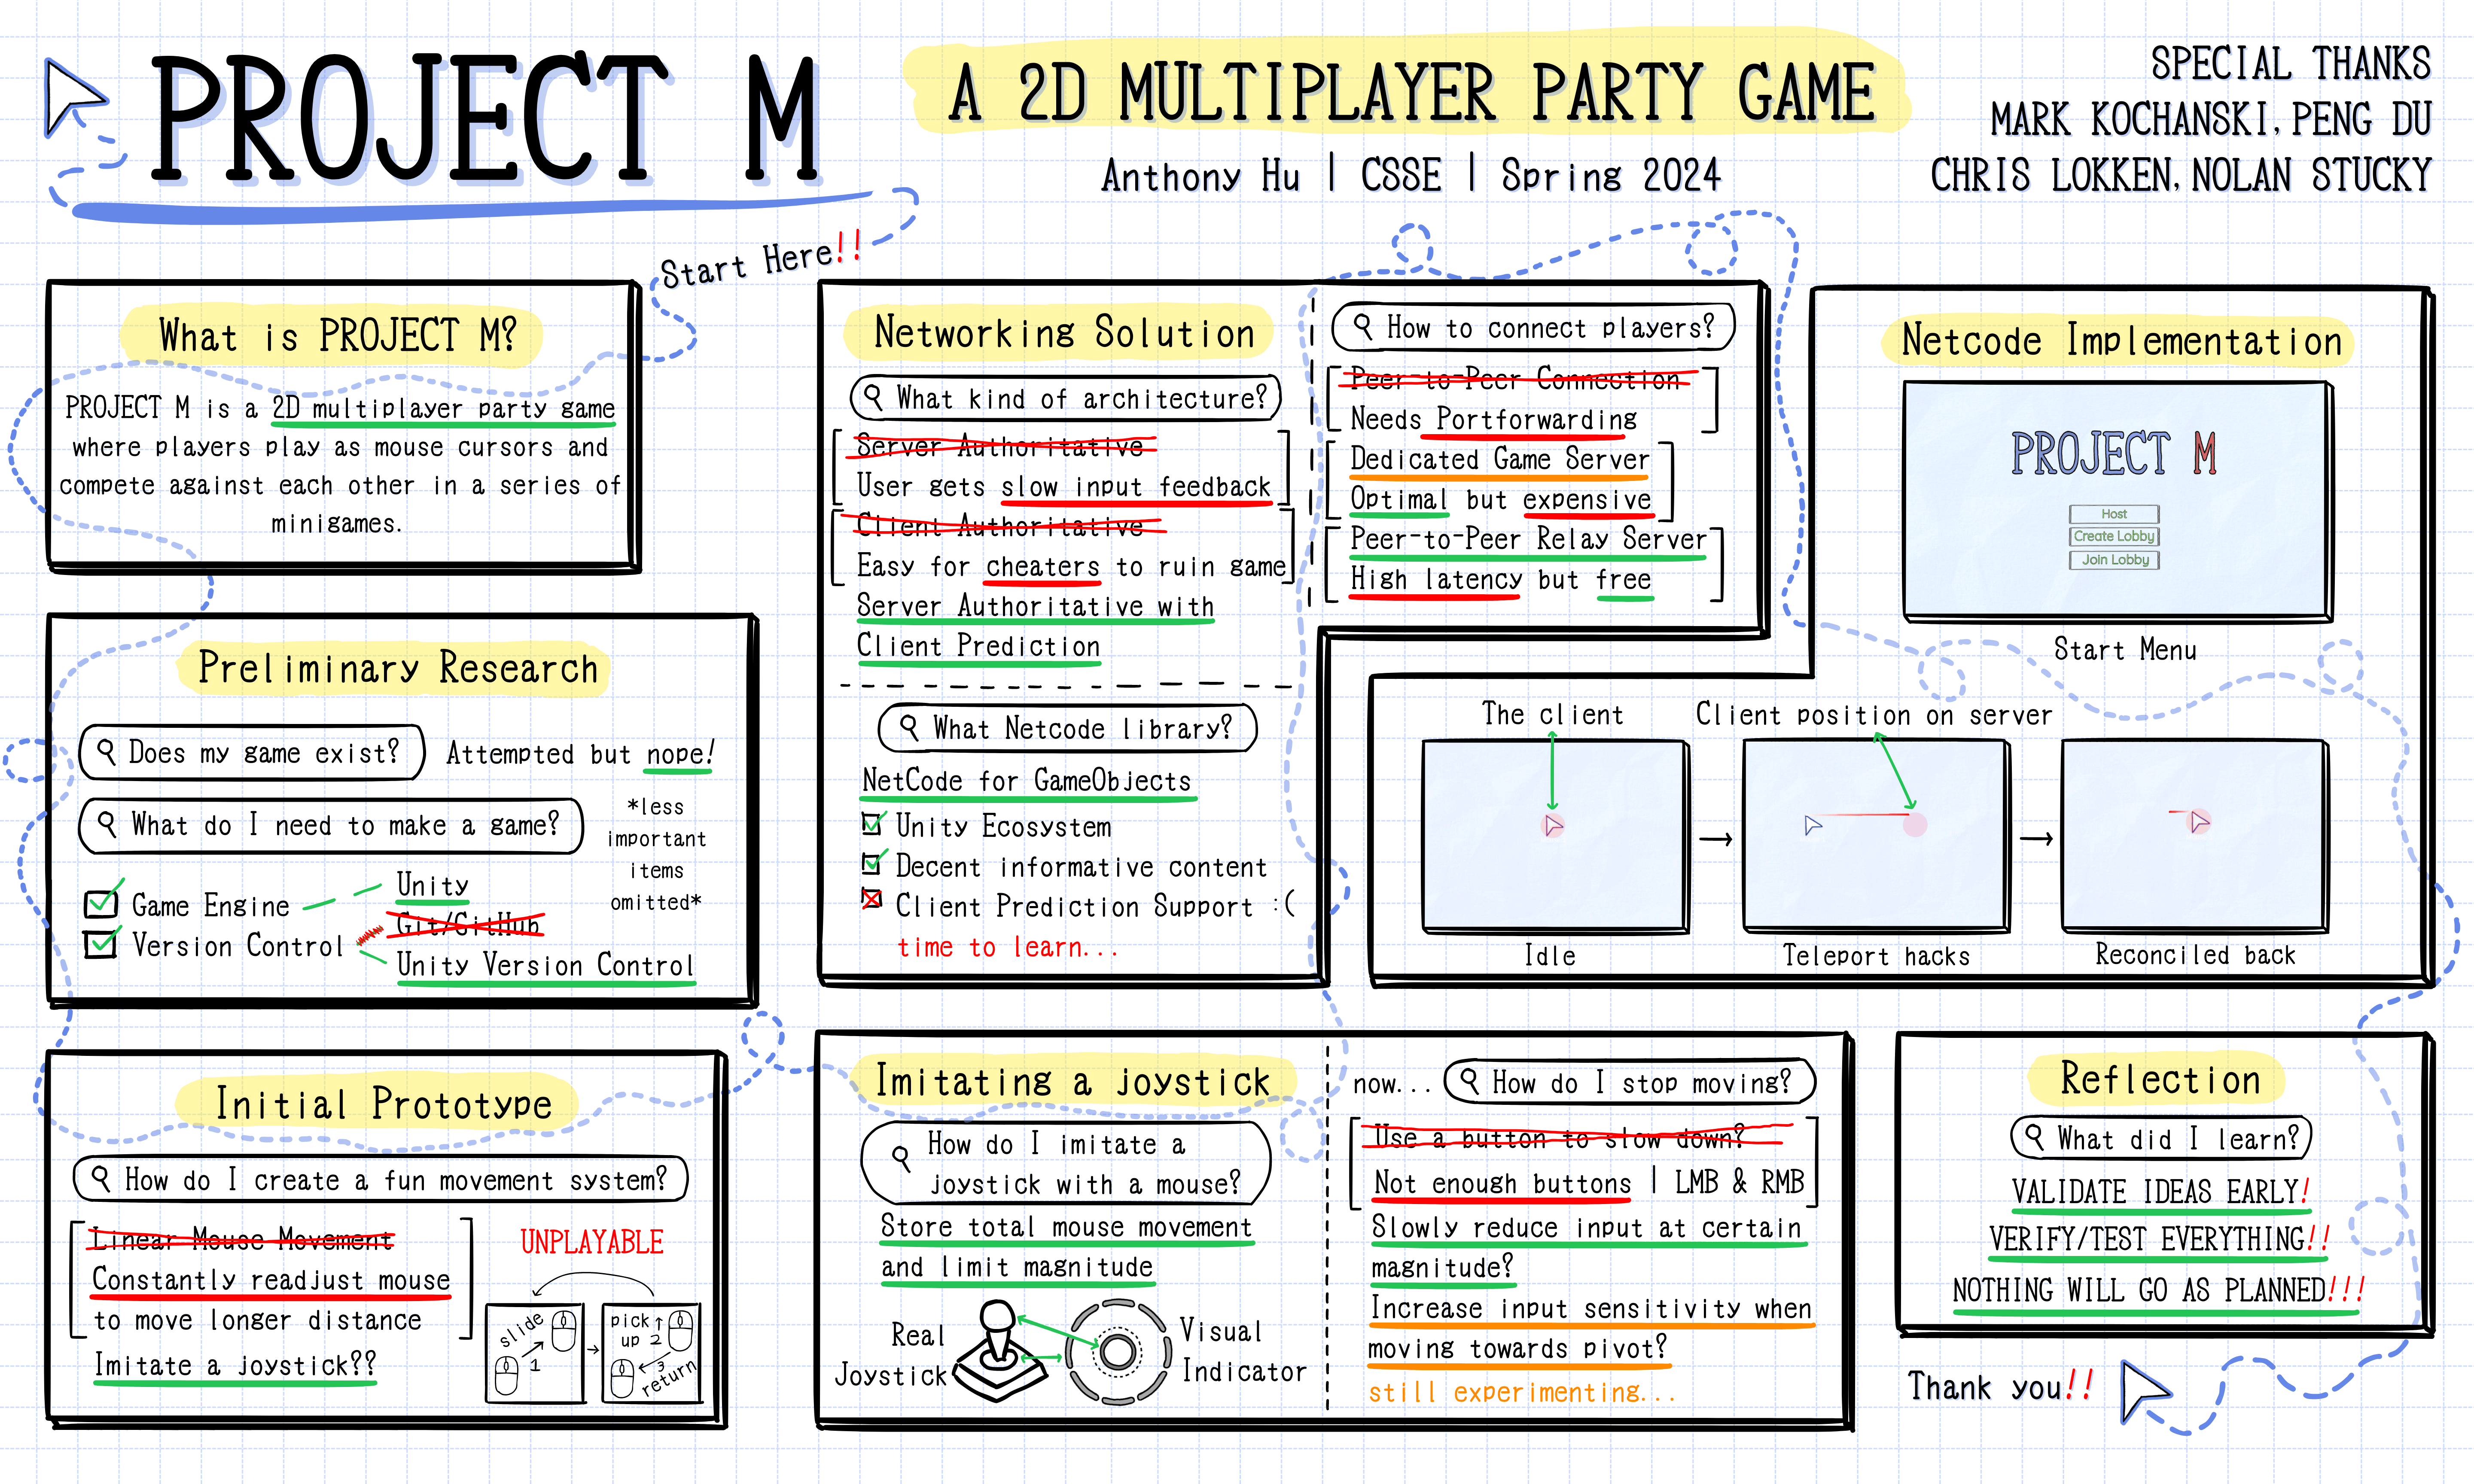 PROJECT M
A 2D MULTIPLAYER PARTY GAME
Anthony Hu | CSSE | Spring 2024
SPECIAL THANKS
MARK KOCHANSKI, PENG DU
CHRIS LOKKEN, NOLAN STUCKY
Start Here!!
What is PROJECT M?
PROJECT M is a 2D multiplayer party game
where players play as mouse cursors and
compete against each other in a series of
minigames.
Preliminary Research
Does my game exist?
Attempted but nope!
What do I need to make a game?
*less
important
items
omitted*
Game Engine
Unity
Version Control
Git/GitHub
Unity Version Control
Initial Prototype
How do I create a fun movement system?
Linear Mouse Movement
Constantly readjust mouse
to move longer distance
Imitate a joystick??
UNPLAYABLE
slide
1
pick
up 2
3
return
Networking Solution
What kind of architecture?
Server Authoritative
User gets slow input feedback
Client Authoritative
Easy for cheaters to ruin game
Server Authoritative with
Client Prediction
What Netcode library?
NetCode for GameObjects
Unity Ecosystem
Decent informative content
Client Prediction Support :(
time to learn...
How to connect players?
Peer-to-Peer Connection
Needs Portforwarding
Dedicated Game Server
Optimal but expensive
Peer-to-Peer Relay Server
High latency but free
Imitating a joystick
How do I imitate a
joystick with a mouse?
Store total mouse movement
and limit magnitude
Real
Joystick
Visual
Indicator
now...
How do I stop moving?
Use a button to slow down?
Not enough buttons | LMB & RMB
Slowly reduce input at certain
magnitude?
Increase input sensitivity when
moving towards pivot?
still experimenting...
Netcode Implementation
PROJECT M
Host
Create Lobby
Join Lobby
Start Menu
The client
Client position on server
Idle
Teleport hacks
Reconciled back
Reflection
What did I learn?
VALIDATE IDEAS EARLY!
VERIFY/TEST EVERYTHING!!
NOTHING WILL GO AS PLANNED!!!
Thank you!!